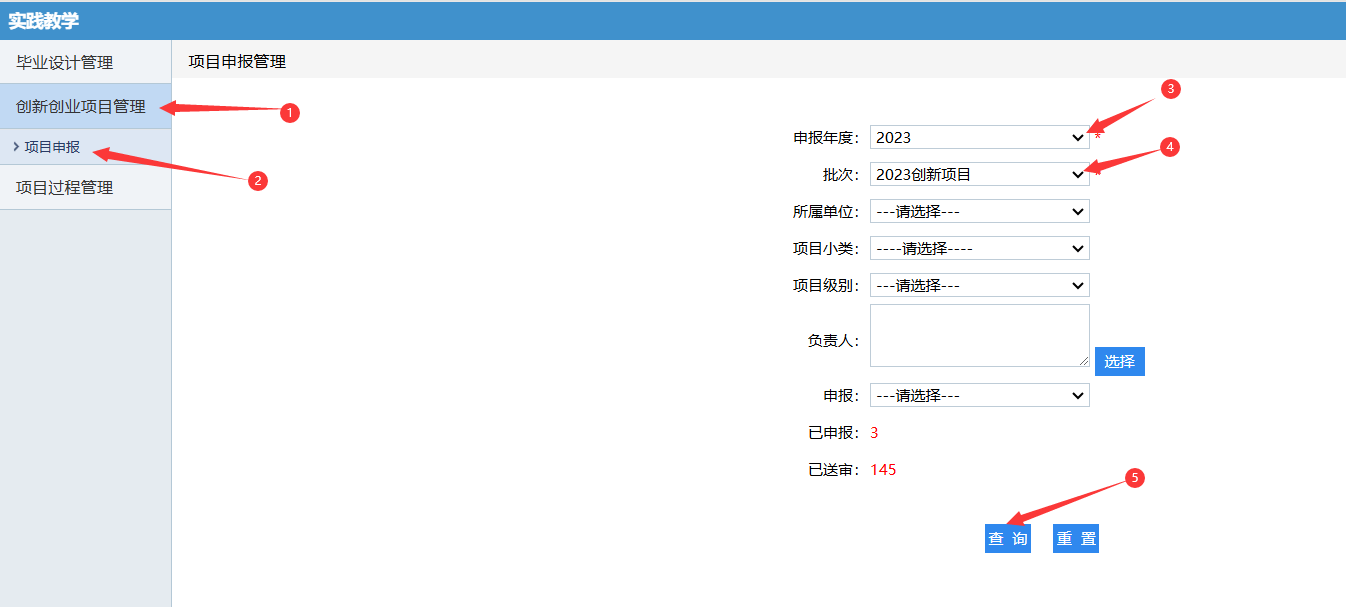 实践教学
毕业设计管理
创新创业项目管理
项目申报
项目过程管理
1
2
项目申报管理
3
申报年度： 2023 *
4
批次： 2023创新项目 *
所属单位： ---请选择---
项目小类： ----请选择----
项目级别： ---请选择---
负责人： 选择
申报： ---请选择---
已申报： 3
已送审： 145
5
查 询 重 置